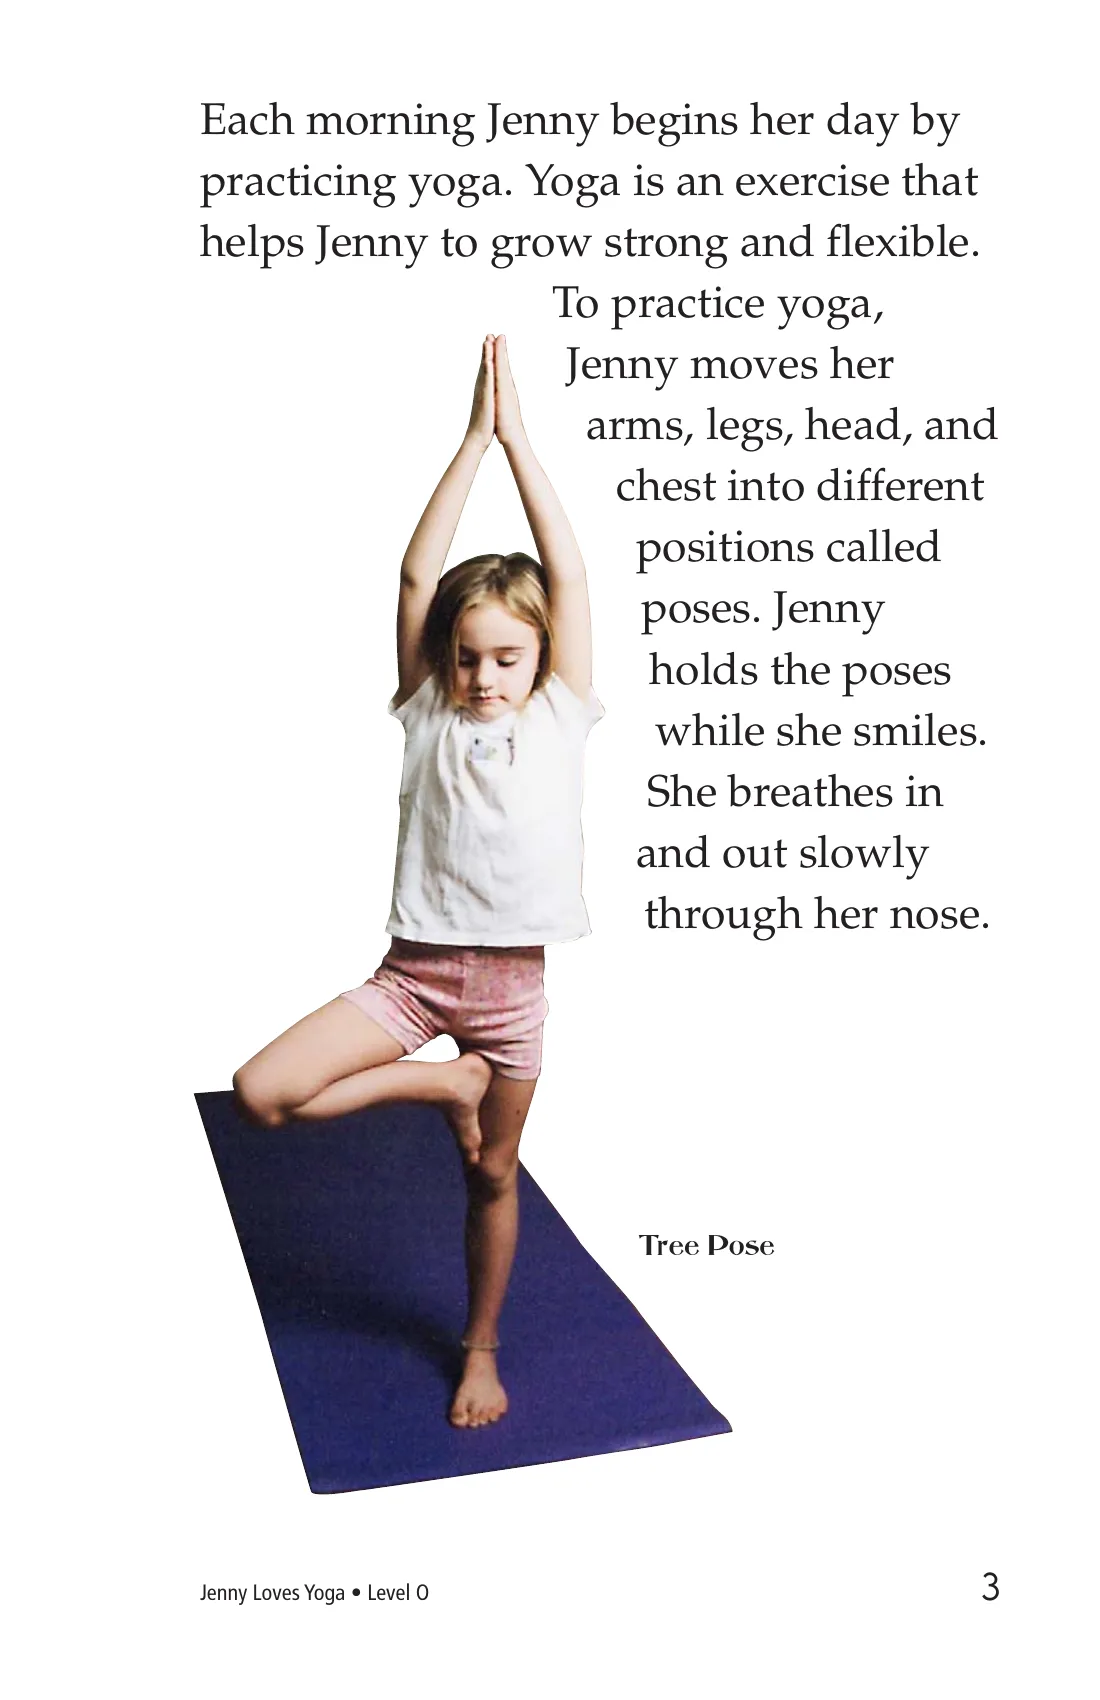 Each morning Jenny begins her day by
practicing yoga. Yoga is an exercise that
helps Jenny to grow strong and flexible.
To practice yoga,
Jenny moves her
arms, legs, head, and
chest into different
positions called
poses. Jenny
holds the poses
while she smiles.
She breathes in
and out slowly
through her nose.
Tree Pose
Jenny Loves Yoga • Level O
3